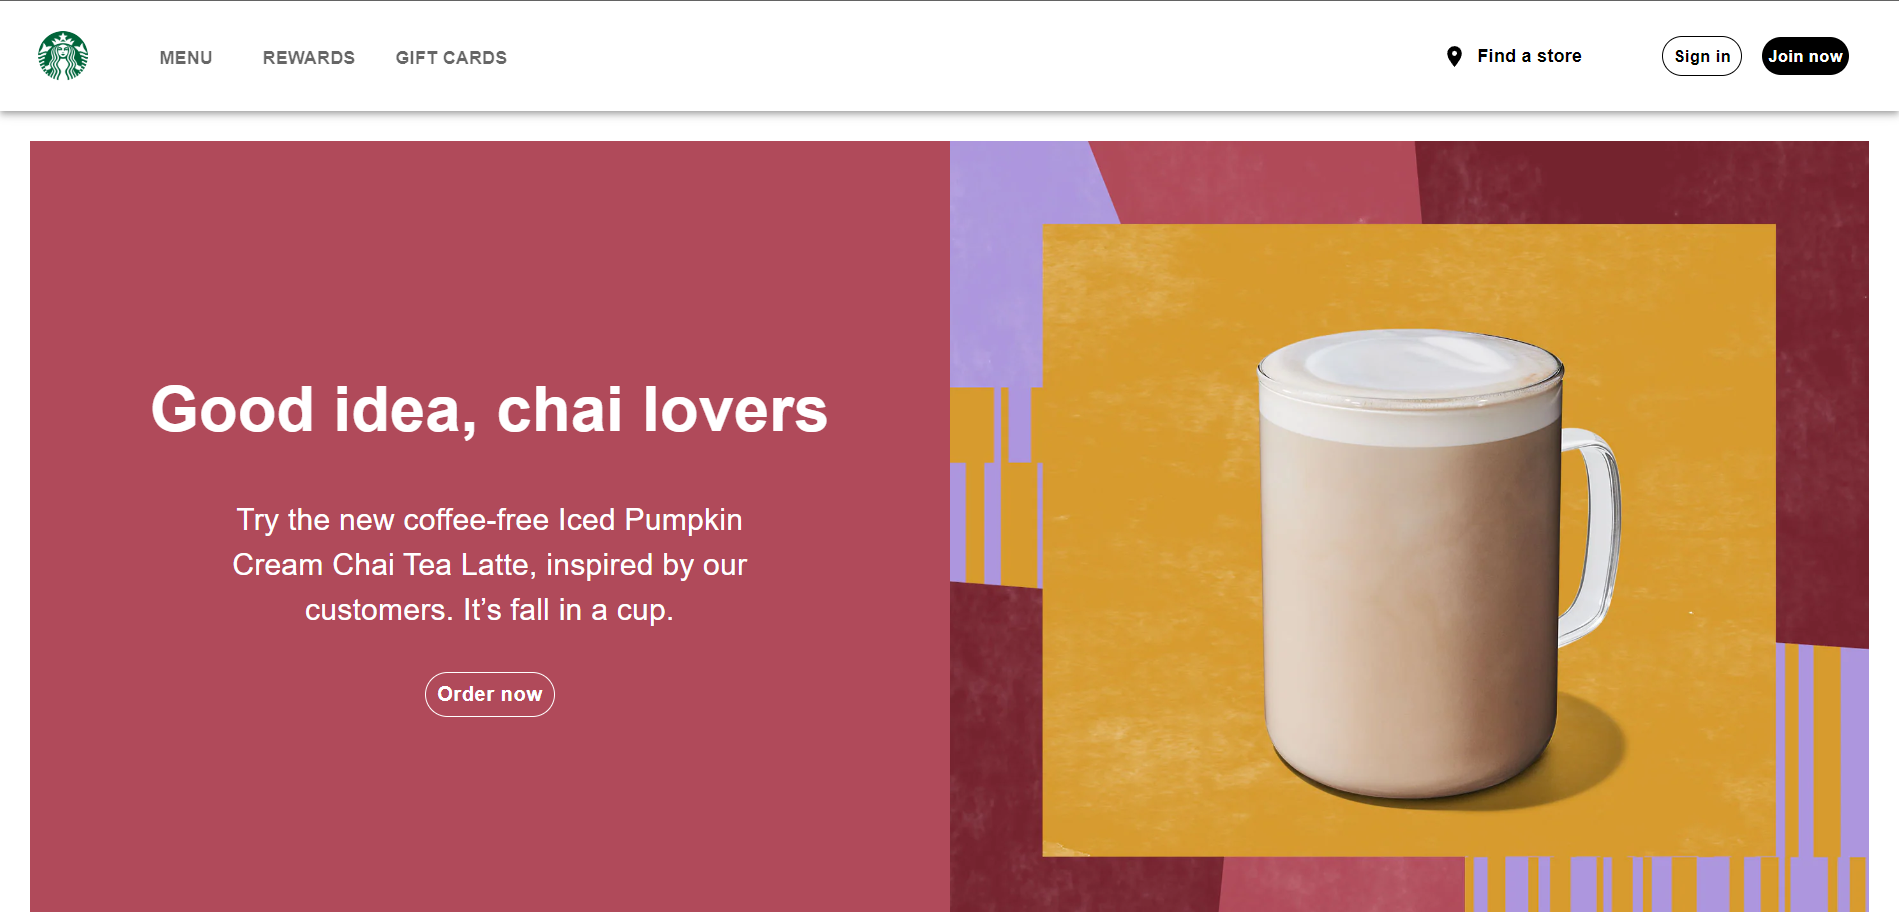 MENU REWARDS GIFT CARDS Find a store Sign in Join now
Good idea, chai lovers
Try the new coffee-free Iced Pumpkin
Cream Chai Tea Latte, inspired by our
customers. It’s fall in a cup.
Order now